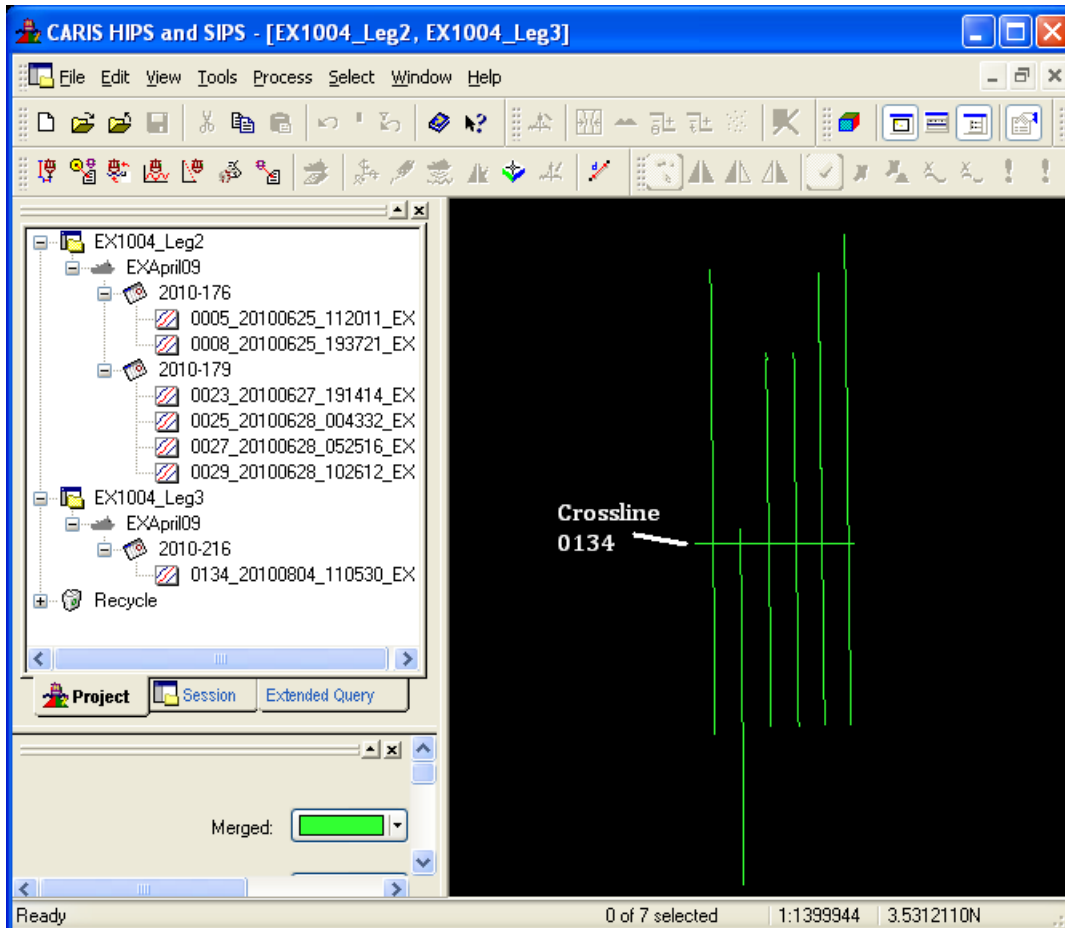 CARIS HIPS and SIPS - [EX1004_Leg2, EX1004_Leg3]
File Edit View Tools Process Select Window Help
EX1004_Leg2
EXApril09
2010-176
0005_20100625_112011_EX
0008_20100625_193721_EX
2010-179
0023_20100627_191414_EX
0025_20100628_004332_EX
0027_20100628_052516_EX
0029_20100628_102612_EX
EX1004_Leg3
EXApril09
2010-216
0134_20100804_110530_EX
Recycle
Project Session Extended Query
Merged:
Crossline
0134
Ready 0 of 7 selected 1:1399944 3.5312110N